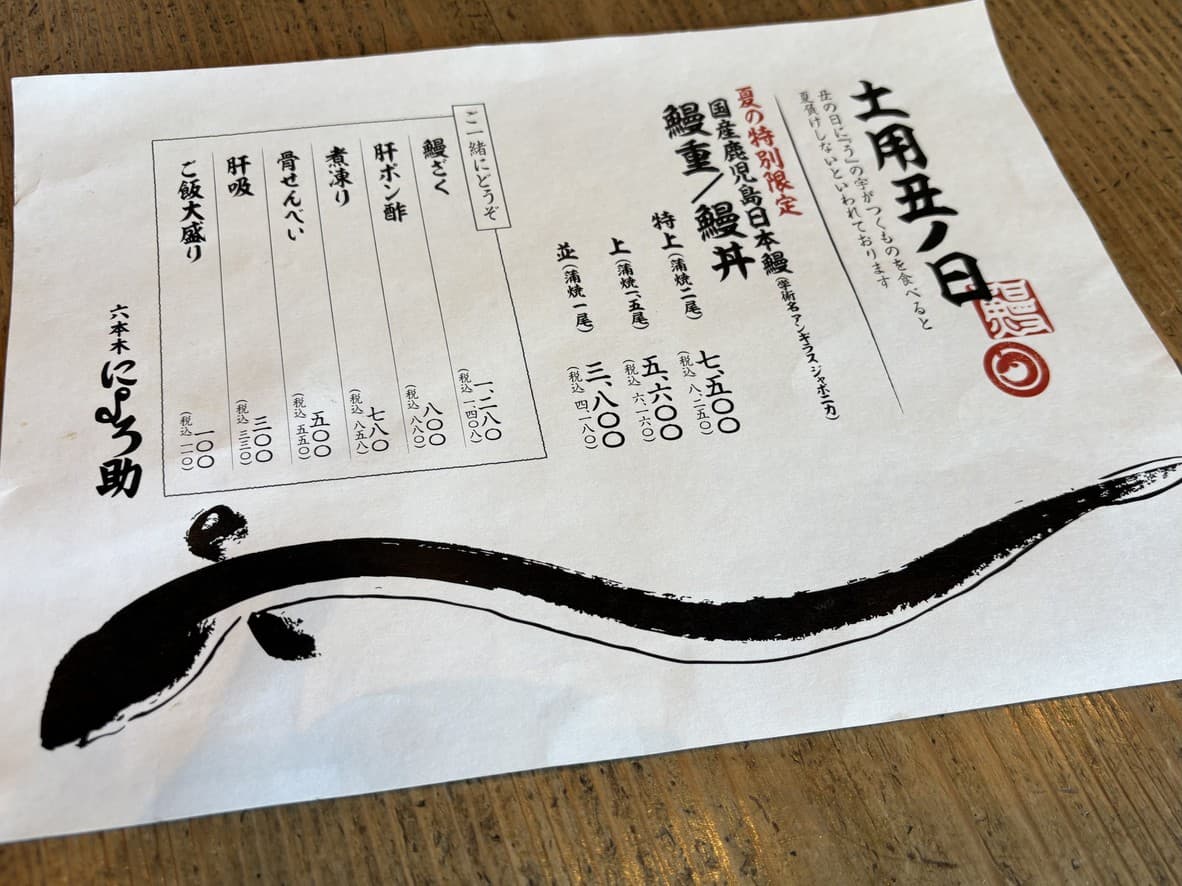 土用丑ノ日
丑の日に「う」の字がつくものを食べると
夏負けしないといわれております
夏の特別限定
国産鹿児島日本鰻(学術名アンギラスジャポニカ)
鰻重/鰻丼
特上(蒲焼二尾) 七、五〇〇
(税込 八、二五〇)
上(蒲焼一、五尾) 五、六〇〇
(税込 六、一六〇)
並(蒲焼一尾) 三、八〇〇
(税込 四、一八〇)
ご一緒にどうぞ
鰻ざく 一、二八〇
(税込 一、四〇八)
肝ポン酢 八〇〇
(税込 八八〇)
煮凍り 七八〇
(税込 八五八)
骨せんべい 五〇〇
(税込 五五〇)
肝吸 三〇〇
(税込 三三〇)
ご飯大盛り 一〇〇
(税込 一一〇)
六本木 にょろ助